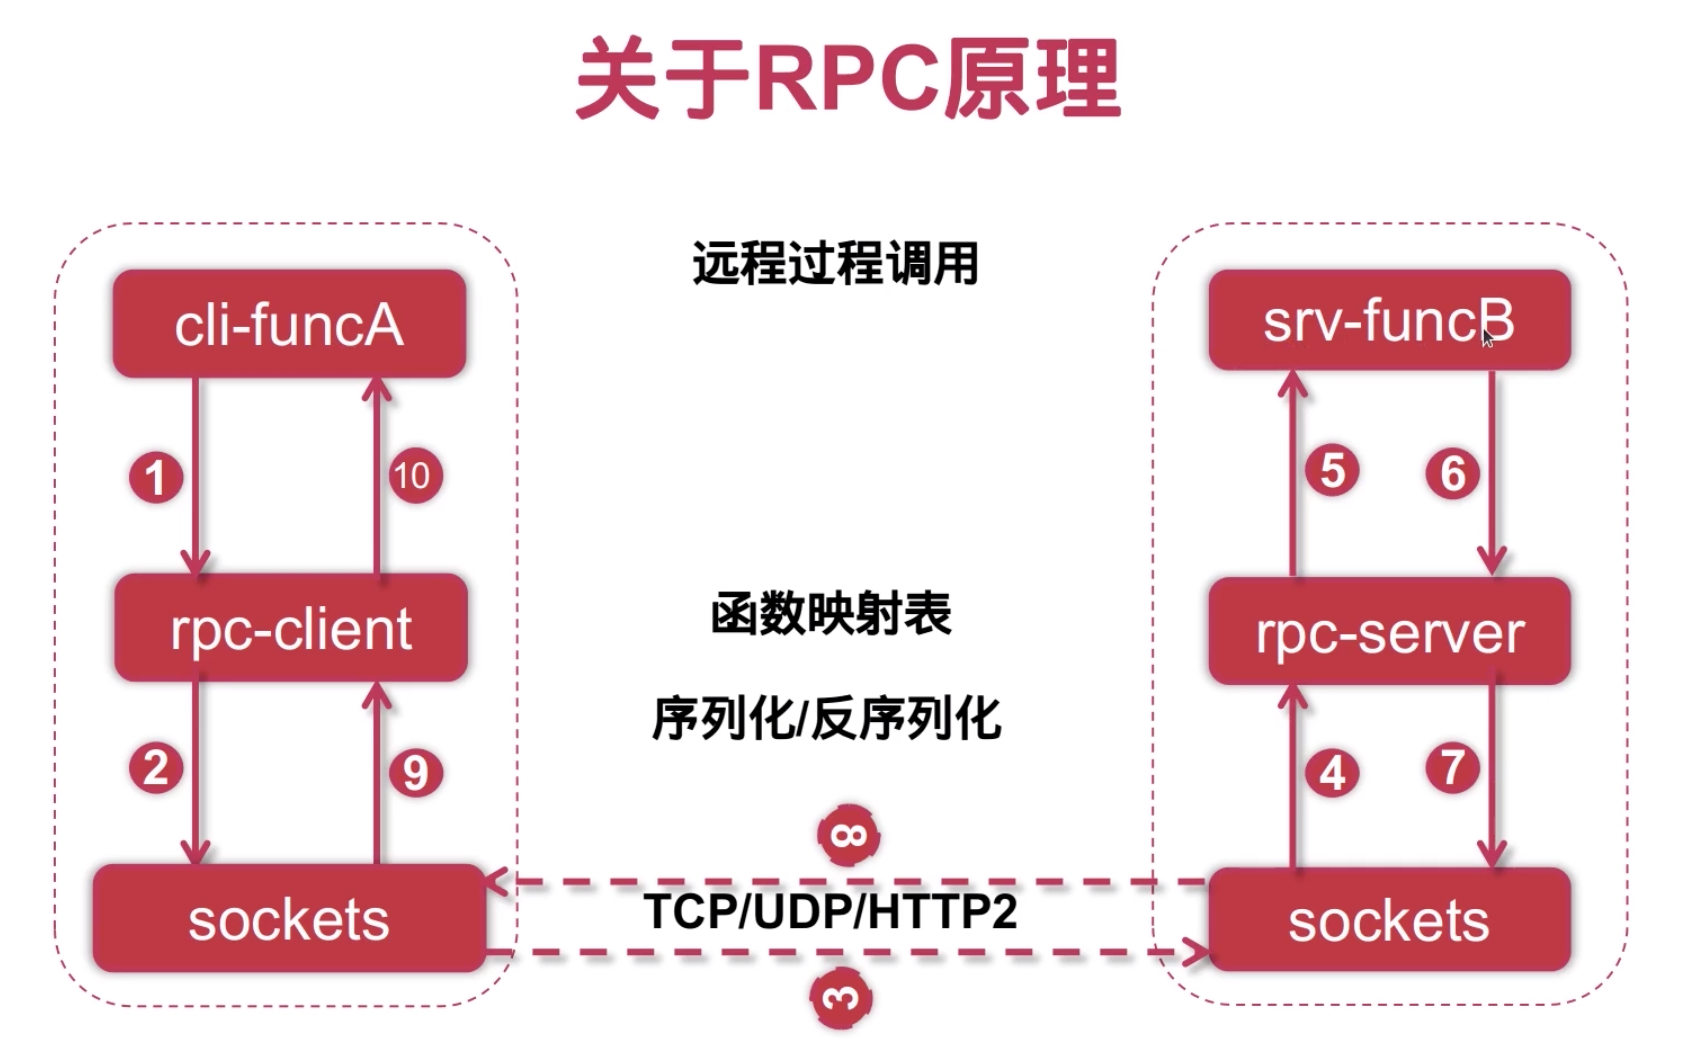 关于RPC原理
远程过程调用
cli-funcA
srv-funcB
1
10
5
6
函数映射表
rpc-client
rpc-server
序列化/反序列化
2
9
4
7
8
TCP/UDP/HTTP2
sockets
sockets
3